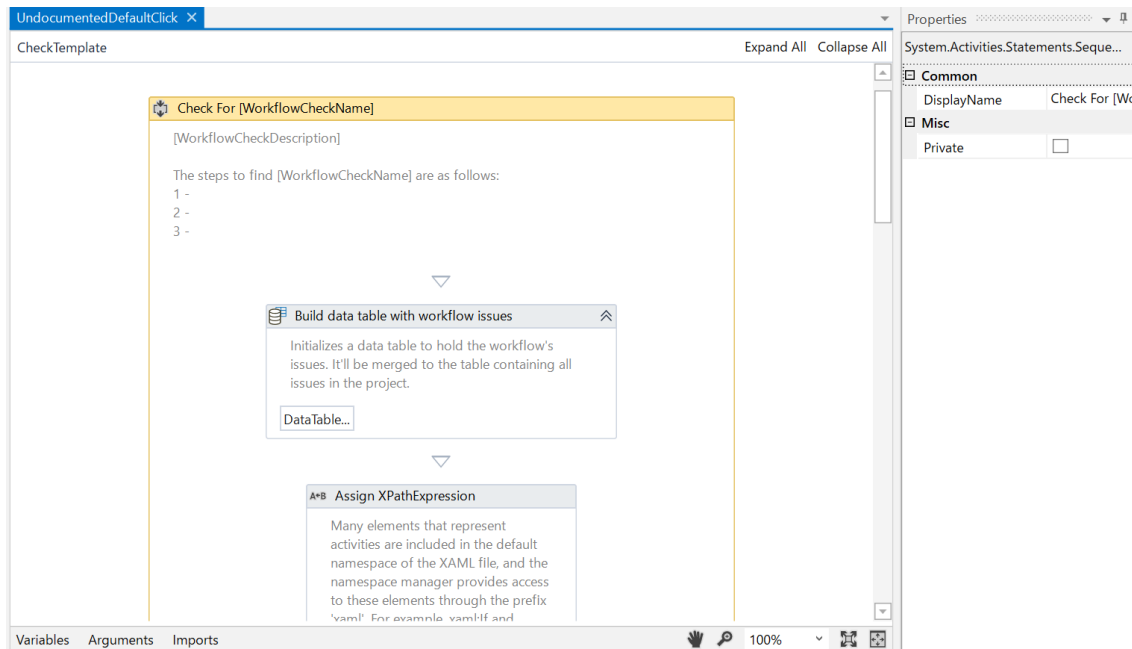 UndocumentedDefaultClick
Properties
CheckTemplate
Expand All Collapse All
System.Activities.Statements.Seque...
Common
DisplayName Check For [Wo
Misc
Private
Check For [WorkflowCheckName]
[WorkflowCheckDescription]
The steps to find [WorkflowCheckName] are as follows:
1 -
2 -
3 -
Build data table with workflow issues
Initializes a data table to hold the workflow's
issues. It'll be merged to the table containing all
issues in the project.
DataTable...
A+B Assign XPathExpression
Many elements that represent
activities are included in the default
namespace of the XAML file, and the
namespace manager provides access
to these elements through the prefix
'xaml'. For example, xaml:If and
Variables Arguments Imports
100%